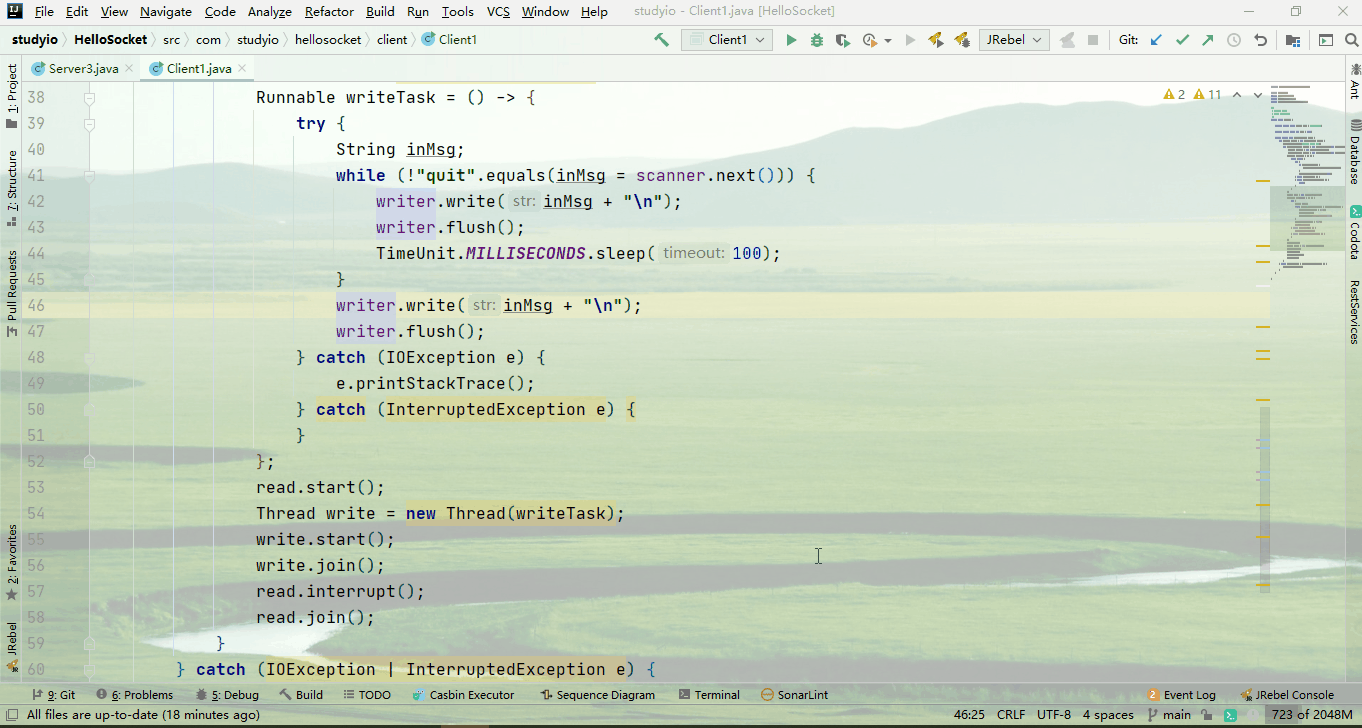 File Edit View Navigate Code Analyze Refactor Build Run Tools VCS Window Help studyio - Client1.java [HelloSocket]
studyio HelloSocket src com studyio hellosocket client Client1 Client1 JRebel Git:
Server3.java Client1.java
2 11
38 Runnable writeTask = () -> {
39 try {
40 String inMsg;
41 while (!"quit".equals(inMsg = scanner.next())) {
42 writer.write( str: inMsg + "\n");
43 writer.flush();
44 TimeUnit.MILLISECONDS.sleep( timeout: 100);
45 }
46 writer.write( str: inMsg + "\n");
47 writer.flush();
48 } catch (IOException e) {
49 e.printStackTrace();
50 } catch (InterruptedException e) {
51 }
52 };
53 read.start();
54 Thread write = new Thread(writeTask);
55 write.start();
56 write.join();
57 read.interrupt();
58 read.join();
59 }
60 } catch (IOException | InterruptedException e) {
1: Project
7: Structure
Pull Requests
2: Favorites
JRebel
Ant
Database
Codota
RestServices
9: Git 6: Problems 5: Debug Build TODO Casbin Executor Sequence Diagram Terminal SonarLint 2 Event Log JRebel Console
All files are up-to-date (18 minutes ago) 46:25 CRLF UTF-8 4 spaces main 723 of 2048M